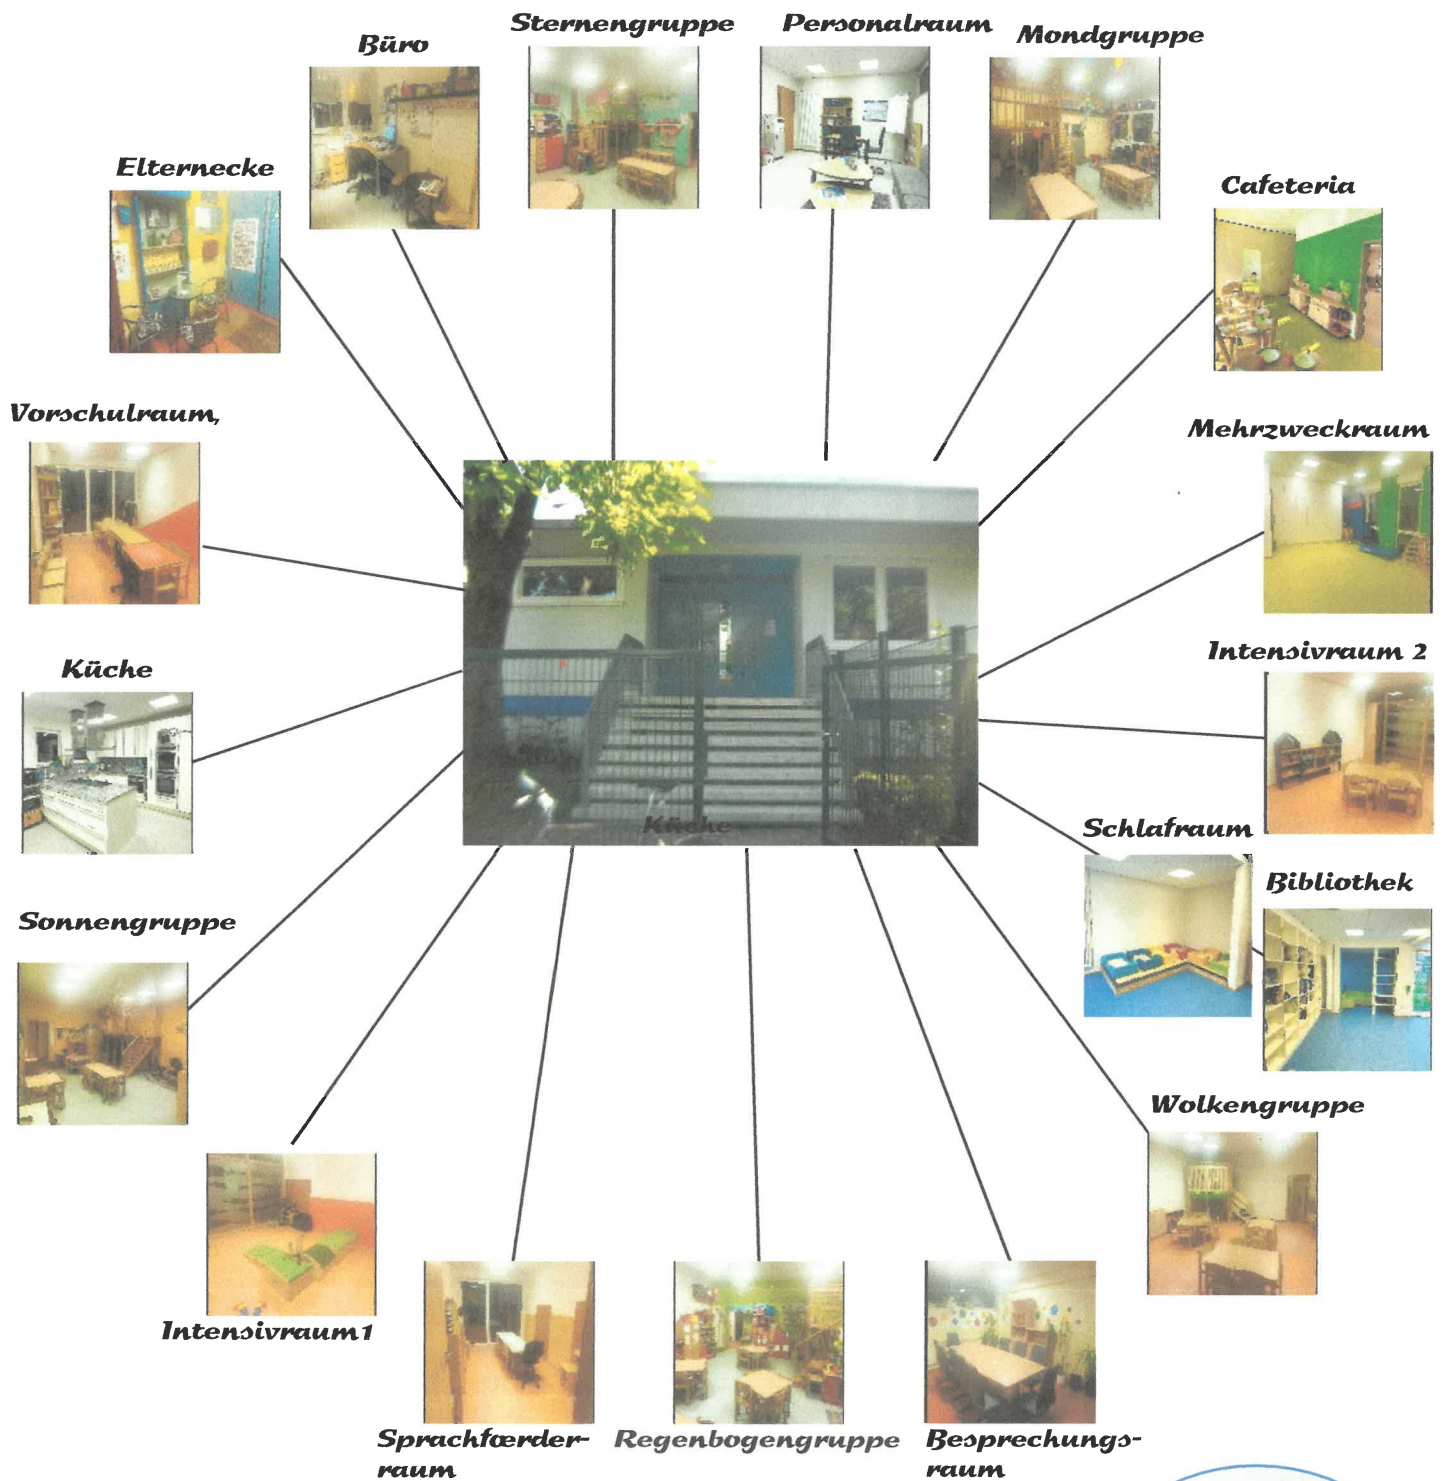 Sternengruppe
Personalraum
Mondgruppe
Büro
Elternecke
Cafeteria
Vorschulraum,
Mehrzweckraum
Küche
Intensivraum 2
Schlafraum
Küche
Bibliothek
Sonnengruppe
Wolkengruppe
Intensivraum1
Sprachfœrder-
raum
Regenbogengruppe
Besprechungs-
raum